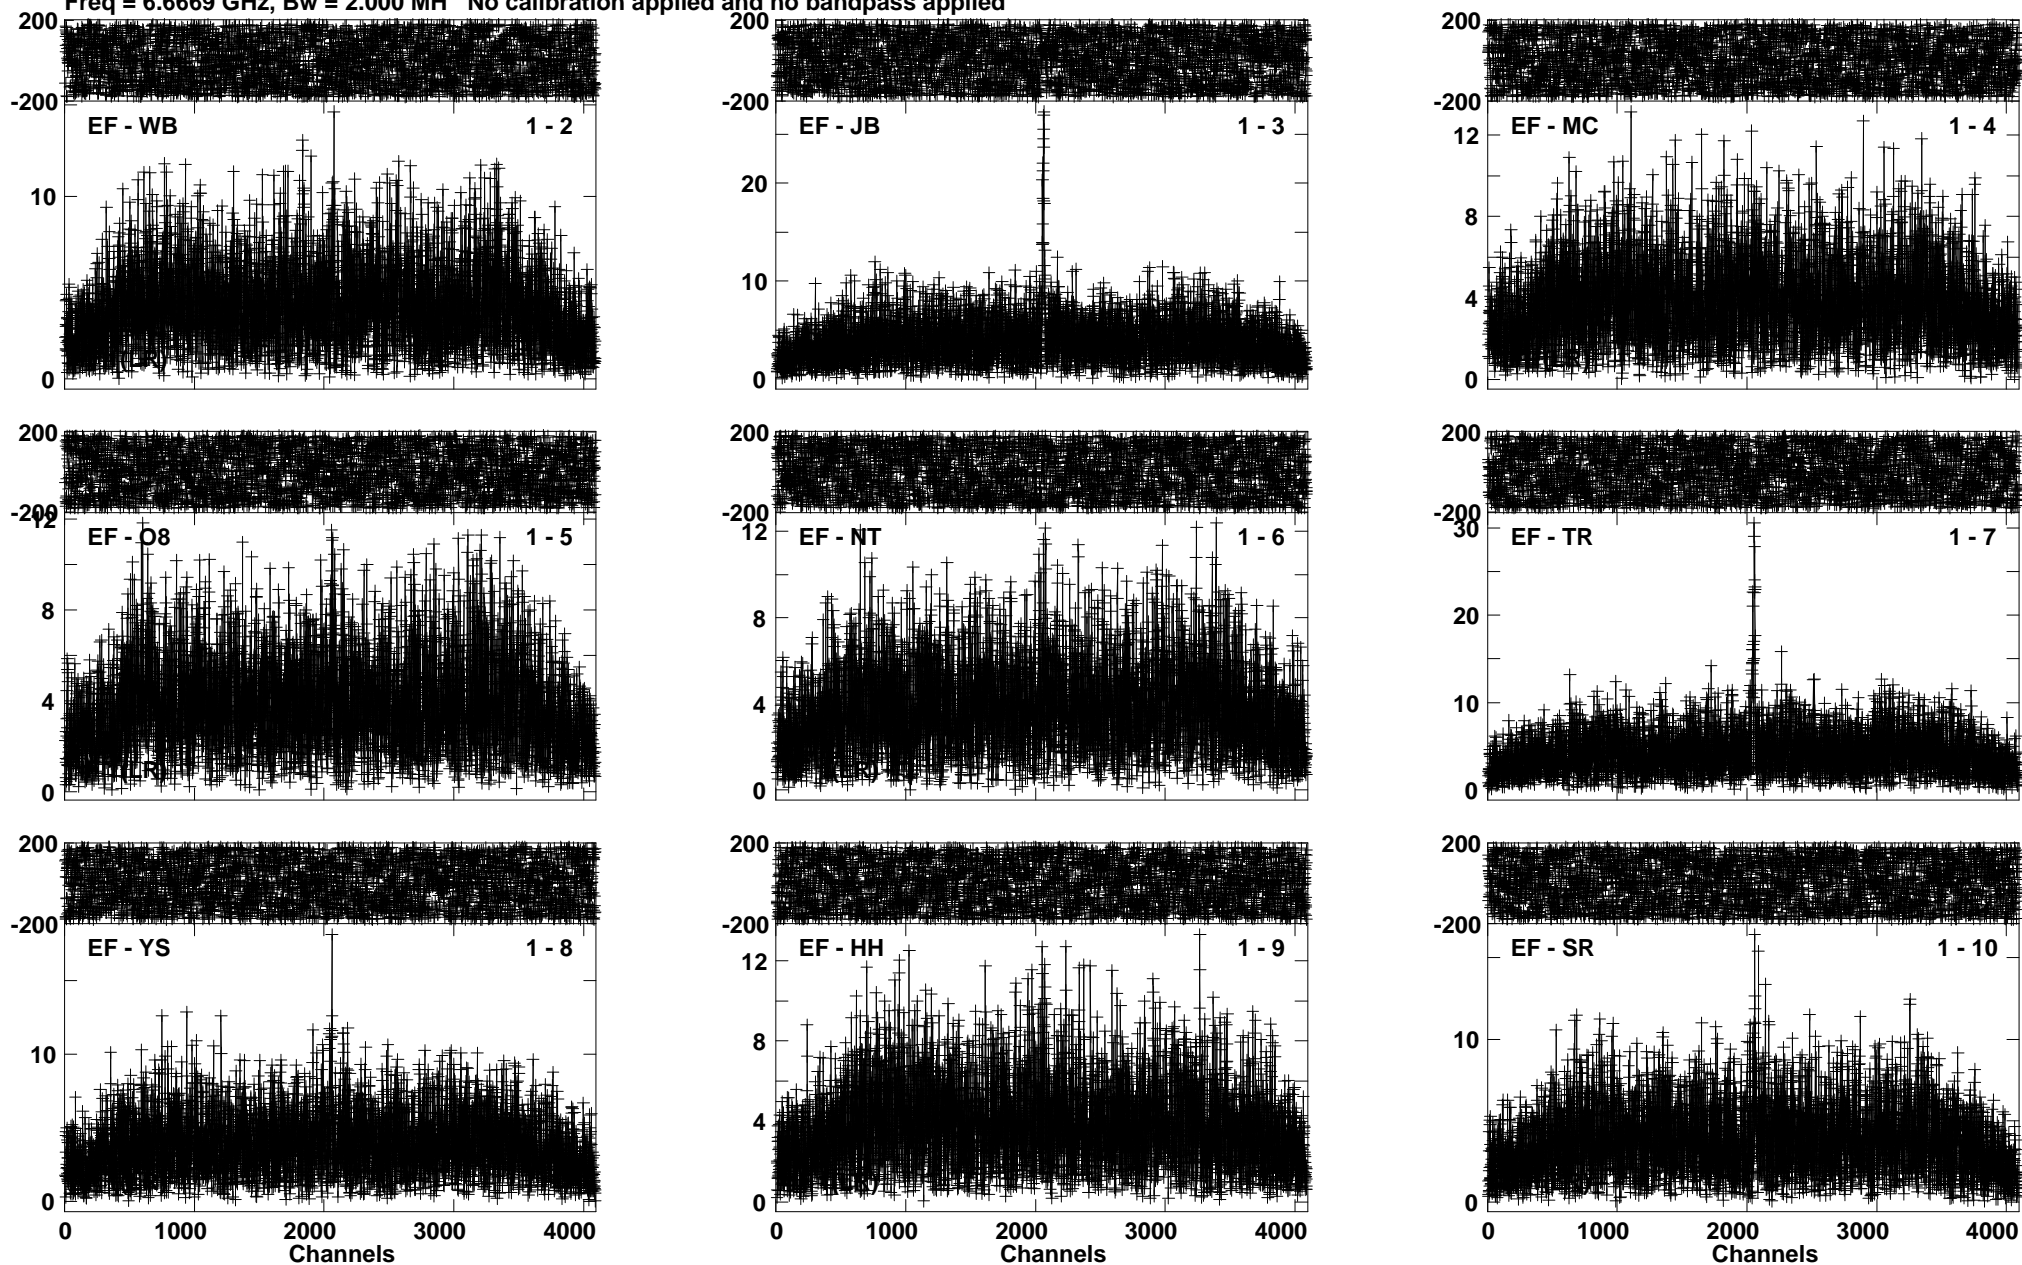 Freq = 6.6669 GHz, Bw = 2.000 MH No calibration applied and no bandpass applied
200 200 200
-200 -200 -200
EF - WB 1 - 2 EF - JB 1 - 3 EF - MC 1 - 4
10 20 12
0 10 8
0 4
0
200 200 200
-200 -200 -200
12 12 30
EF - O8 1 - 5 EF - NT 1 - 6 EF - TR 1 - 7
8 8 20
4 4 10
0 0 0
200 200 200
-200 -200 -200
EF - YS 1 - 8 EF - HH 1 - 9 EF - SR 1 - 10
10 12 10
0 8 0
4
0
0 1000 2000 3000 4000 0 1000 2000 3000 4000 0 1000 2000 3000 4000
Channels Channels Channels